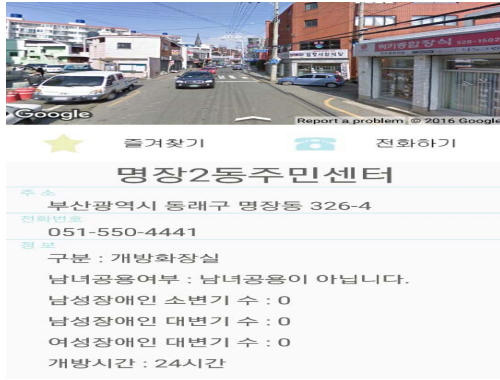 Google
Report a problem © 2016 Google
즐겨찾기
전화하기
명장2동주민센터
주소
부산광역시 동래구 명장동 326-4
전화번호
051-550-4441
정보
구분 : 개방화장실
남녀공용여부 : 남녀공용이 아닙니다.
남성장애인 소변기 수 : 0
남성장애인 대변기 수 : 0
여성장애인 대변기 수 : 0
개방시간 : 24시간